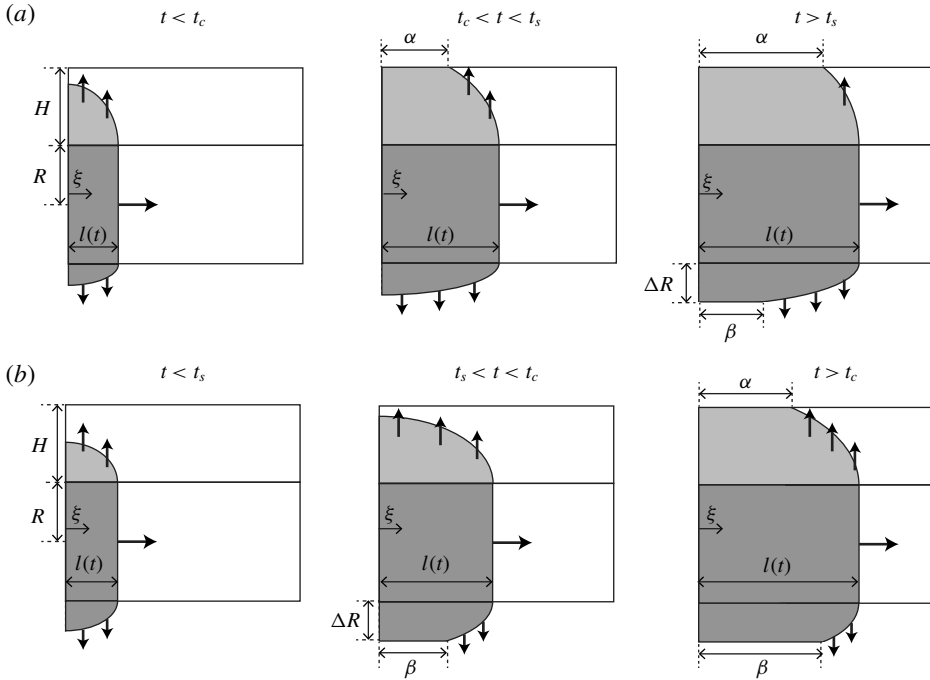 (a) t < t_c t_c < t < t_s t > t_s
α α
H
R
ξ ξ ξ
l(t) l(t) l(t)
ΔR
β
(b) t < t_s t_s < t < t_c t > t_c
α
H
R
ξ ξ ξ
l(t) l(t) l(t)
ΔR
β β